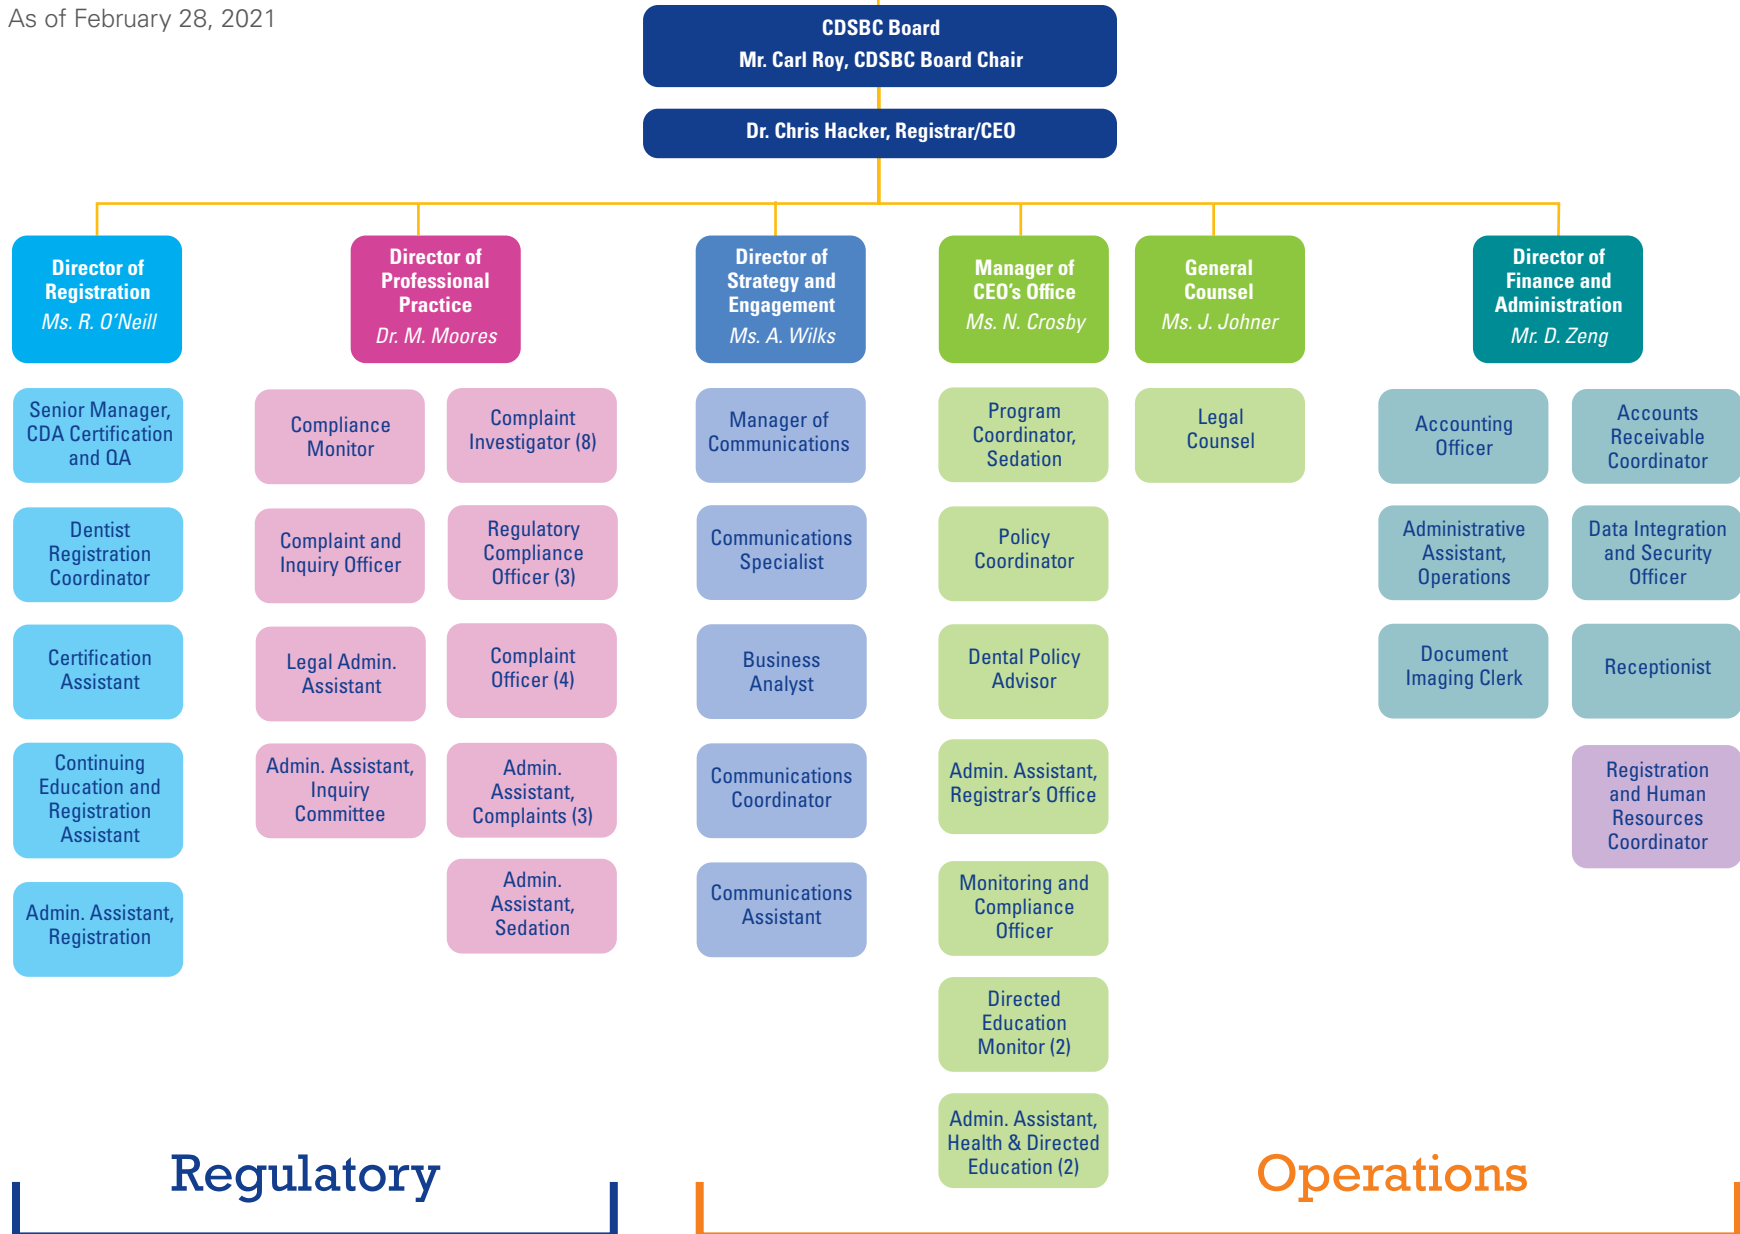 As of February 28, 2021
CDSBC Board
Mr. Carl Roy, CDSBC Board Chair
Dr. Chris Hacker, Registrar/CEO
Director of
Registration
Ms. R. O'Neill
Director of
Professional
Practice
Dr. M. Moores
Director of
Strategy and
Engagement
Ms. A. Wilks
Manager of
CEO's Office
Ms. N. Crosby
General
Counsel
Ms. J. Johner
Director of
Finance and
Administration
Mr. D. Zeng
Senior Manager,
CDA Certification
and QA
Dentist
Registration
Coordinator
Certification
Assistant
Continuing
Education and
Registration
Assistant
Admin. Assistant,
Registration
Compliance
Monitor
Complaint and
Inquiry Officer
Legal Admin.
Assistant
Admin. Assistant,
Inquiry
Committee
Complaint
Investigator (8)
Regulatory
Compliance
Officer (3)
Complaint
Officer (4)
Admin.
Assistant,
Complaints (3)
Admin.
Assistant,
Sedation
Manager of
Communications
Communications
Specialist
Business
Analyst
Communications
Coordinator
Communications
Assistant
Program
Coordinator,
Sedation
Policy
Coordinator
Dental Policy
Advisor
Admin. Assistant,
Registrar's Office
Monitoring and
Compliance
Officer
Directed
Education
Monitor (2)
Admin. Assistant,
Health & Directed
Education (2)
Legal
Counsel
Accounting
Officer
Administrative
Assistant,
Operations
Document
Imaging Clerk
Accounts
Receivable
Coordinator
Data Integration
and Security
Officer
Receptionist
Registration
and Human
Resources
Coordinator
Regulatory
Operations